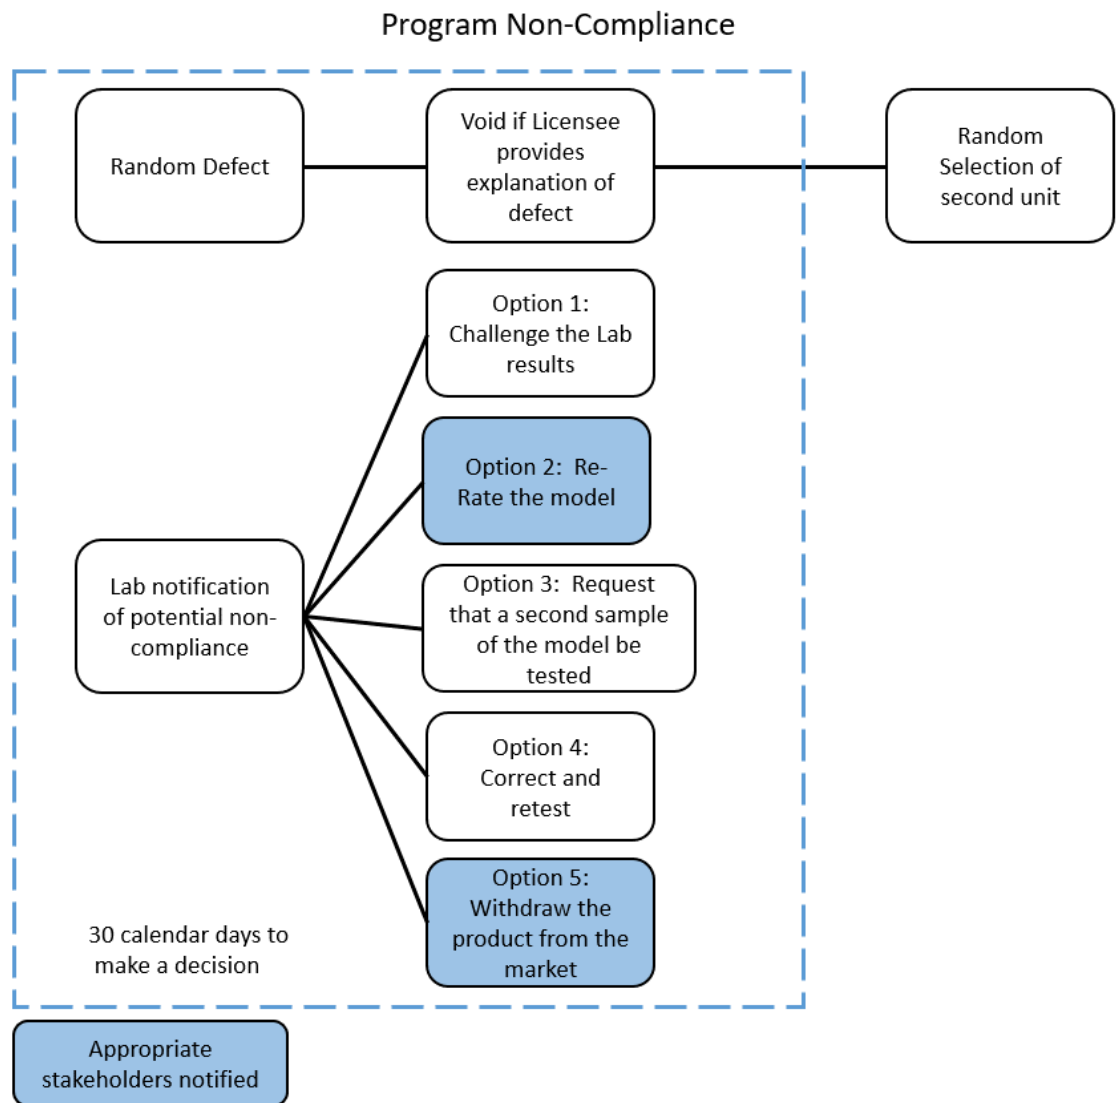 Program Non-Compliance
Random Defect
Void if Licensee
provides
explanation of
defect
Random
Selection of
second unit
Option 1:
Challenge the Lab
results
Option 2:  Re-
Rate the model
Lab notification
of potential non-
compliance
Option 3:  Request
that a second sample
of the model be
tested
Option 4:
Correct and
retest
Option 5:
Withdraw the
product from the
market
30 calendar days to
make a decision
Appropriate
stakeholders notified